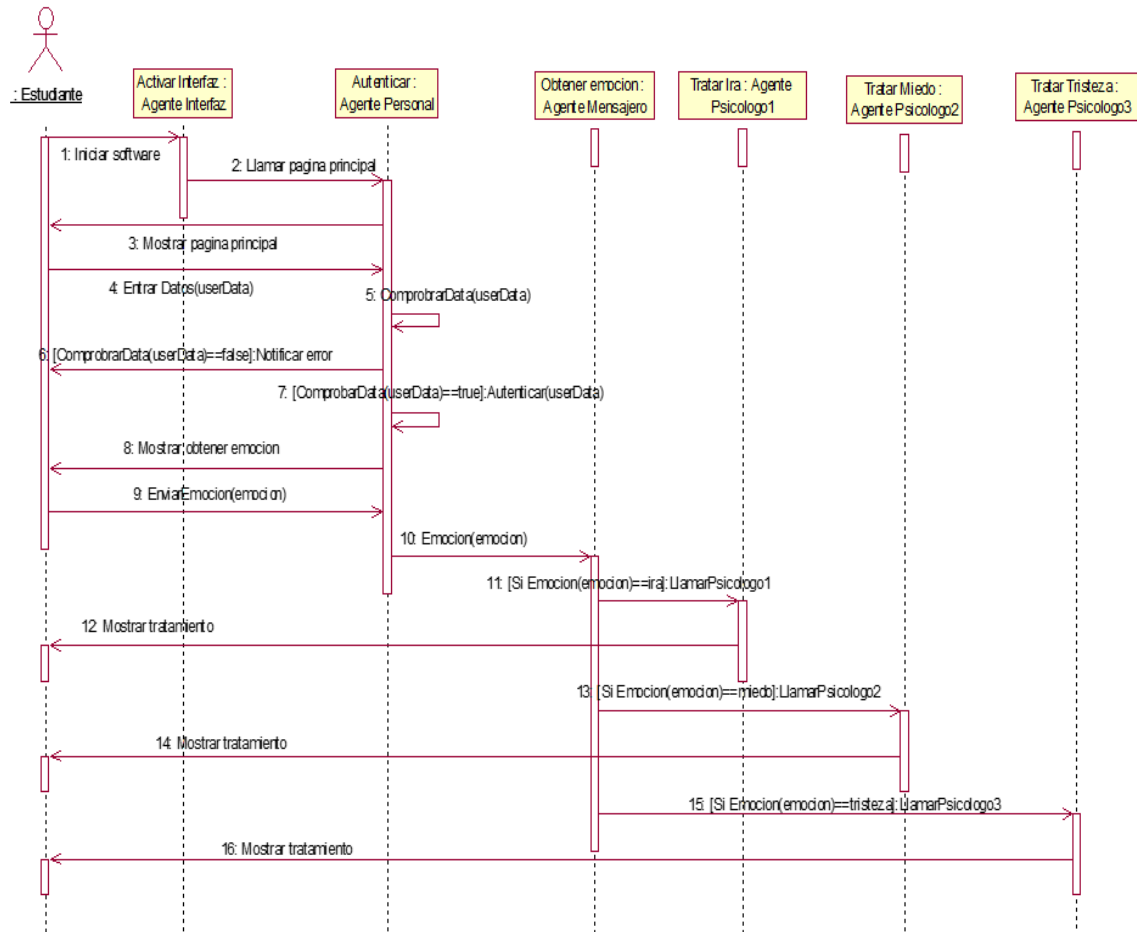 : Estudiante
Activar Interfaz :
Agente Interfaz
Autenticar :
Agente Personal
Obtener emocion :
Agente Mensajero
Tratar Ira : Agente
Psicologo1
Tratar Miedo :
Agente Psicologo2
Tratar Tristeza :
Agente Psicologo3
1: Iniciar software
2: Llamar pagina principal
3: Mostrar pagina principal
4: Entrar Datos(userData)
5: ComprobrarData(userData)
6: [ComprobrarData(userData)==false]:Notificar error
7: [ComprobarData(userData)==true]:Autenticar(userData)
8: Mostrar obtener emocion
9: EnviarEmocion(emocion)
10: Emocion(emocion)
11: [Si Emocion(emocion)==ira]:LlamarPsicologo1
12: Mostrar tratamiento
13: [Si Emocion(emocion)==miedo]:LlamarPsicologo2
14: Mostrar tratamiento
15: [Si Emocion(emocion)==tristeza]:LlamarPsicologo3
16: Mostrar tratamiento